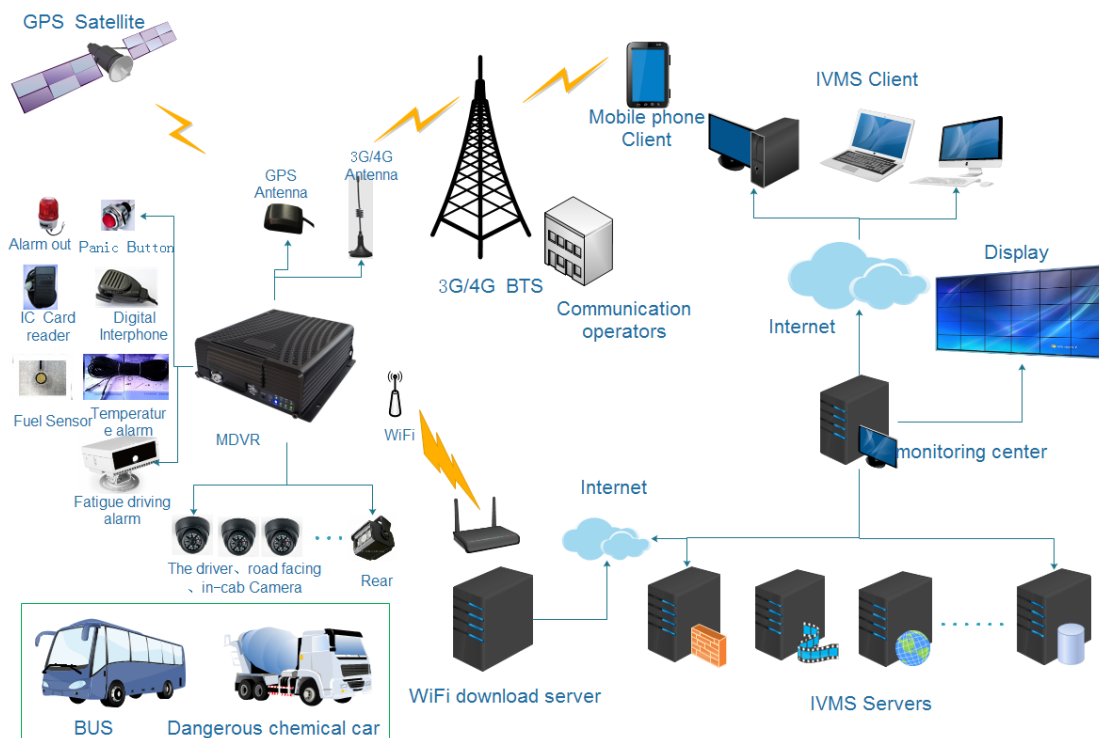 GPS Satellite
Mobile phone
Client
IVMS Client
3G/4G
Antenna
GPS
Antenna
Alarm out
Panic Button
IC Card
reader
Digital
Interphone
Fuel Sensor
Temperatur
e alarm
Fatigue driving
alarm
MDVR
WiFi
3G/4G BTS
Communication
operators
Internet
Display
monitoring center
Internet
The driver、road facing
、in-cab Camera
Rear
BUS
Dangerous chemical car
WiFi download server
IVMS Servers